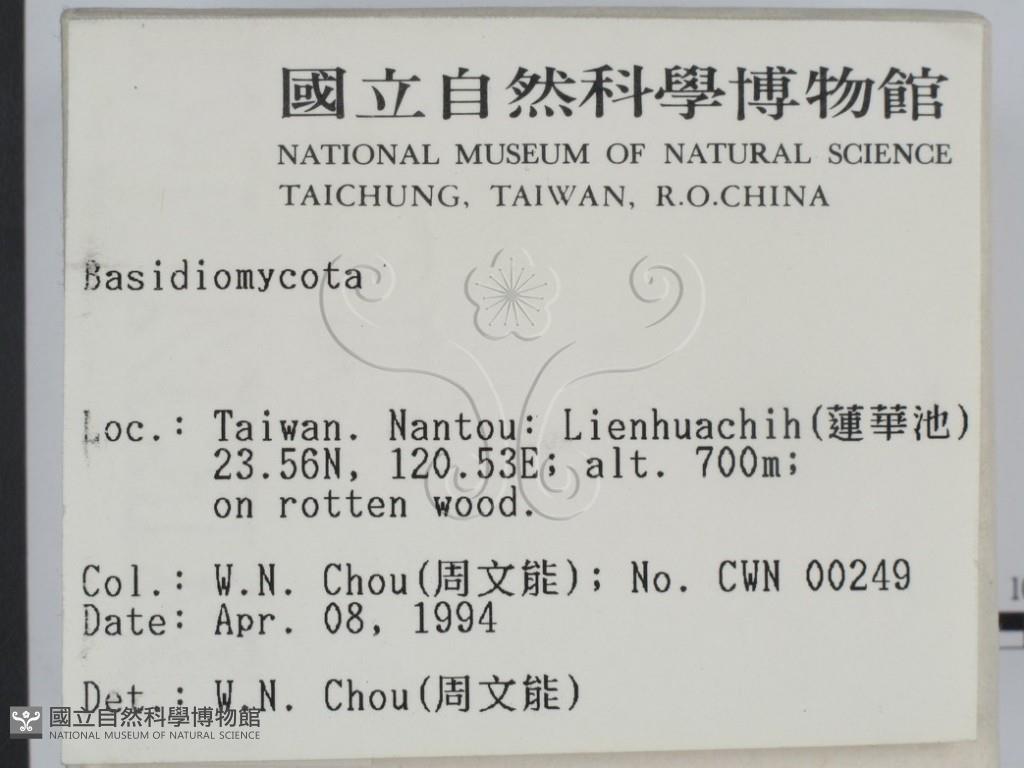 國立自然科學博物館
NATIONAL MUSEUM OF NATURAL SCIENCE
TAICHUNG, TAIWAN, R.O.CHINA
Basidiomycota
Loc.: Taiwan. Nantou: Lienhuachih(蓮華池)
23.56N, 120.53E; alt. 700m;
on rotten wood.
Col.: W.N. Chou(周文能); No. CWN 00249
Date: Apr. 08, 1994
Det.: W.N. Chou(周文能)
國立自然科學博物館
NATIONAL MUSEUM OF NATURAL SCIENCE